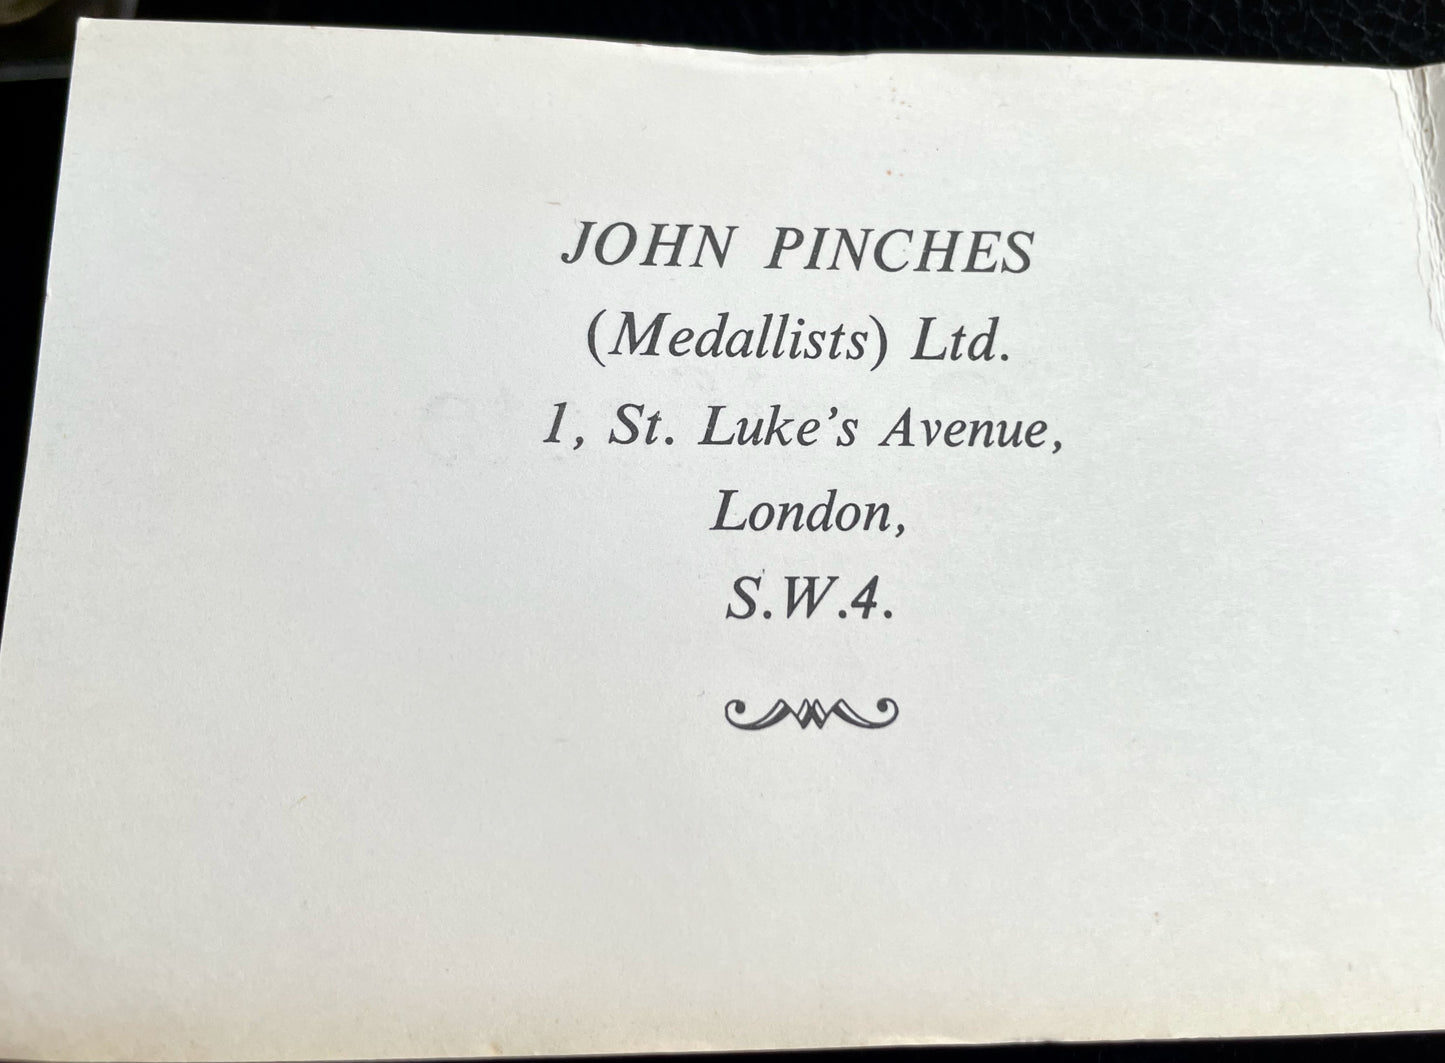 JOHN PINCHES
(Medallists) Ltd.
1, St. Luke's Avenue,
London,
S.W.4.